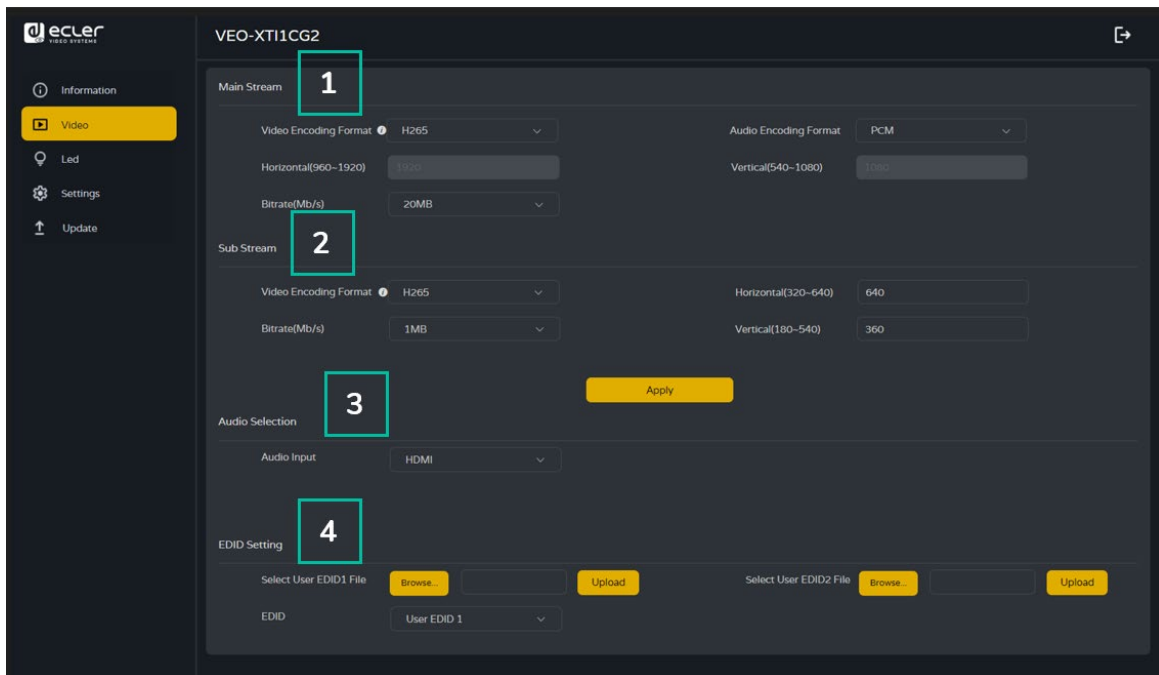 ecler
VIDEO SYSTEMS
VEO-XTI1CG2
Information
Video
Led
Settings
Update
Main Stream 1
Video Encoding Format H265 Audio Encoding Format PCM
Horizontal(960~1920) 1920 Vertical(540~1080) 1080
Bitrate(Mb/s) 20MB
Sub Stream 2
Video Encoding Format H265 Horizontal(320~640) 640
Bitrate(Mb/s) 1MB Vertical(180~540) 360
Apply
Audio Selection 3
Audio Input HDMI
EDID Setting 4
Select User EDID1 File Browse... Upload Select User EDID2 File Browse... Upload
EDID User EDID 1